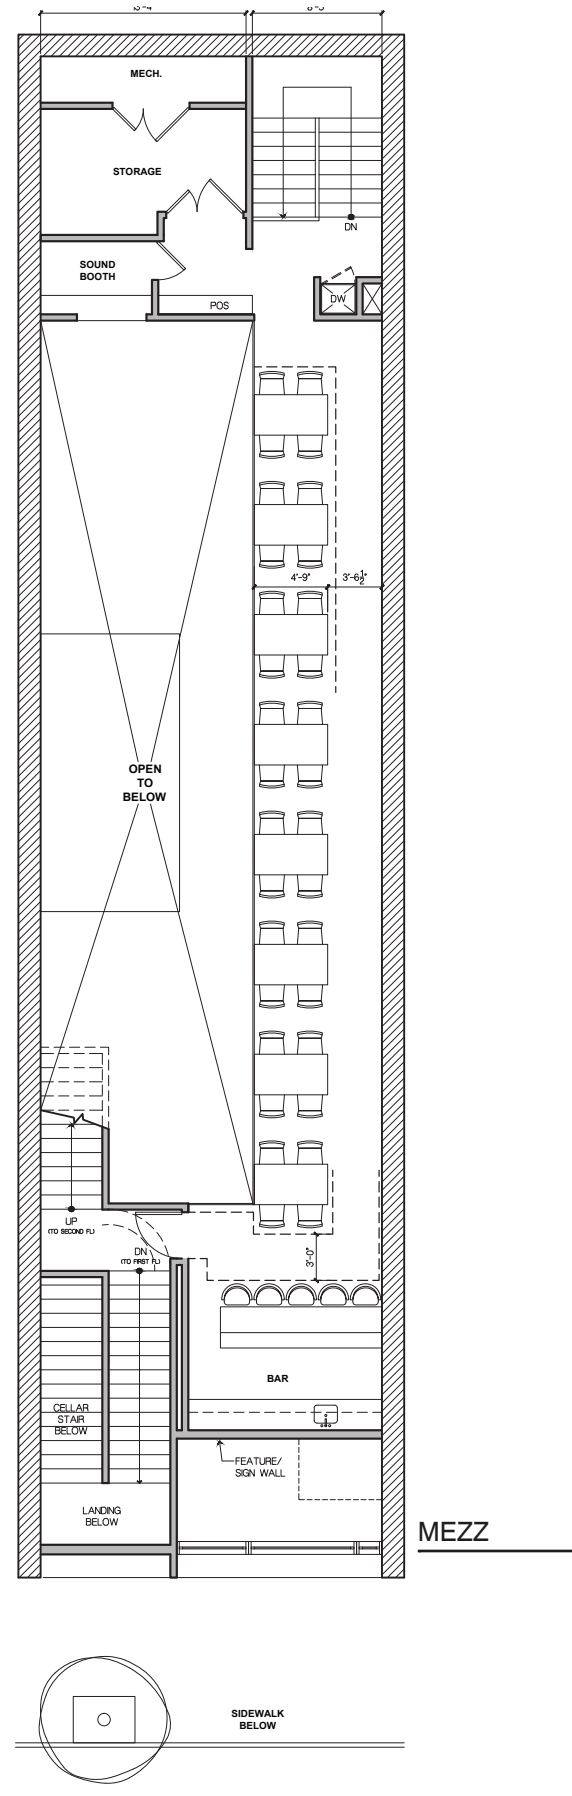 MECH.
STORAGE
DN
SOUND
BOOTH
POS
DW
4'-9"
3'-6½"
OPEN
TO
BELOW
UP
(TO SECOND FL)
DN
(TO FIRST FL)
3'-0"
BAR
CELLAR
STAIR
BELOW
FEATURE/
SIGN WALL
LANDING
BELOW
MEZZ
SIDEWALK
BELOW